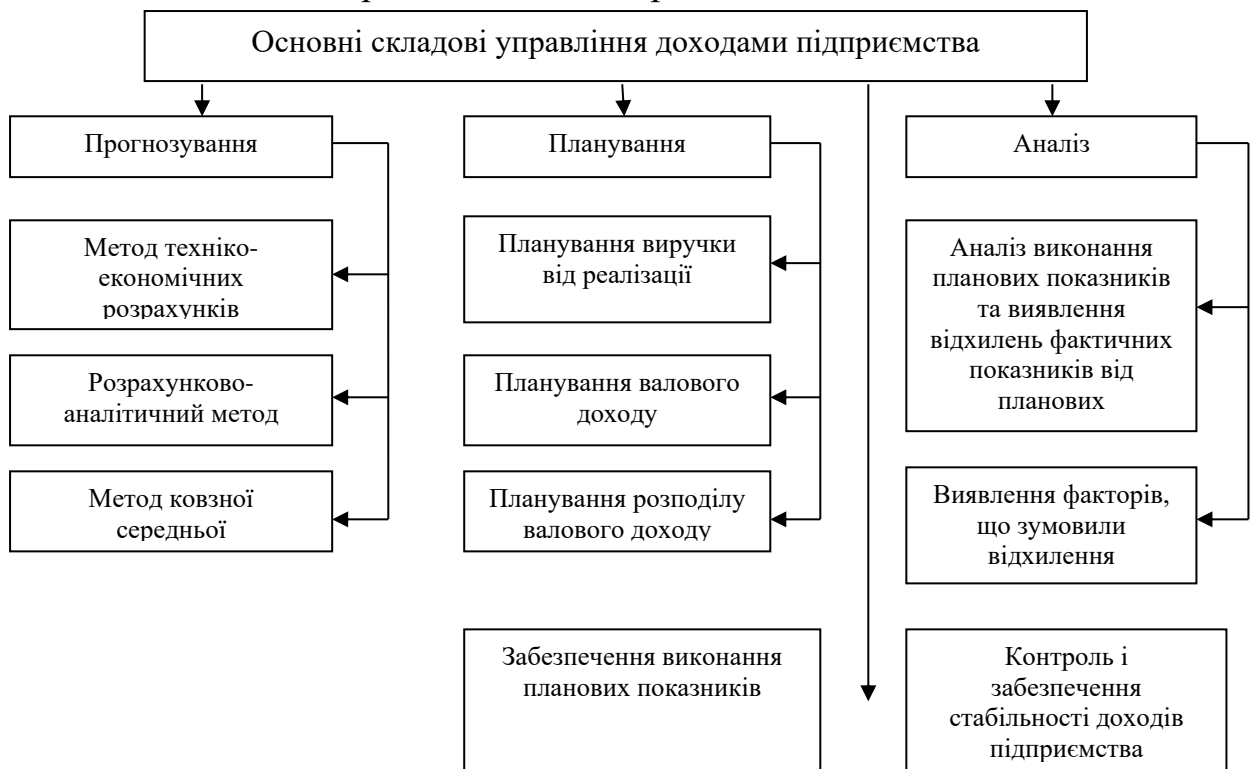 Основні складові управління доходами підприємства
Прогнозування
Метод техніко-
економічних
розрахунків
Розрахунково-
аналітичний метод
Метод ковзної
середньої
Планування
Планування виручки
від реалізації
Планування валового
доходу
Планування розподілу
валового доходу
Аналіз
Аналіз виконання
планових показників
та виявлення
відхилень фактичних
показників від
планових
Виявлення факторів,
що зумовили
відхилення
Забезпечення виконання
планових показників
Контроль і
забезпечення
стабільності доходів
підприємства